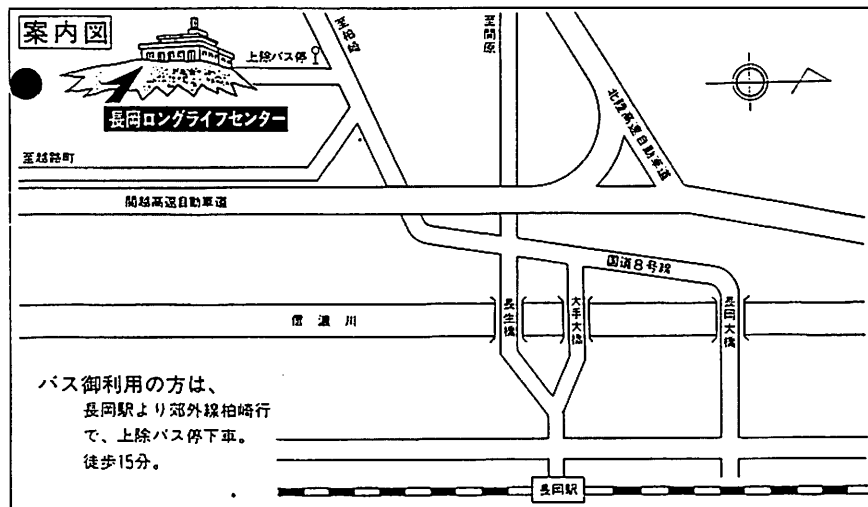 案内図
上除バス停
至柏崎
至関原
北陸高速自動車道
長岡ロングライフセンター
至越路町
関越高速自動車道
国道8号線
信濃川
長生橋
大手大橋
長岡大橋
バス御利用の方は、
長岡駅より郊外線柏崎行
で、上除バス停下車。
徒歩15分。
長岡駅